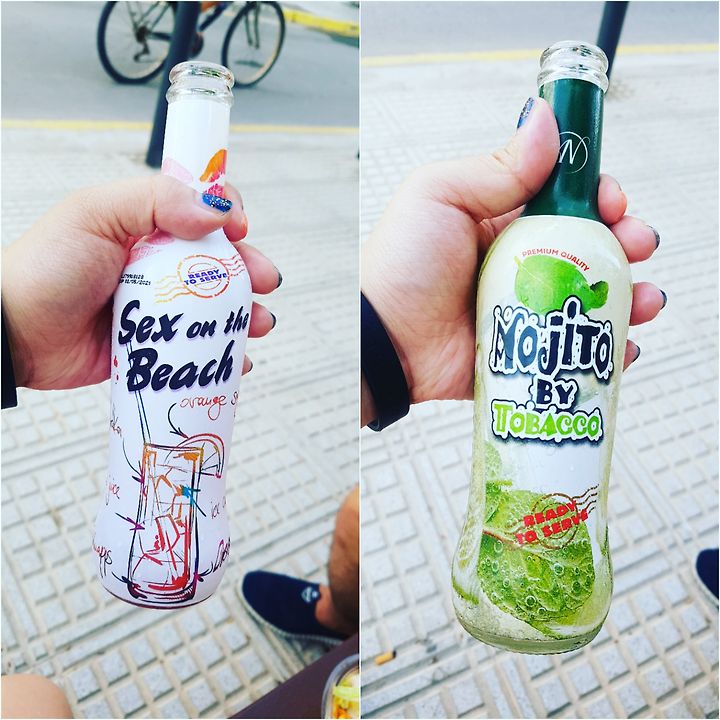 READY
TO SERVE
Sex on the
Beach
orange
PREMIUM QUALITY
MOJITO
BY
TOBACCO
READY
TO SERVE